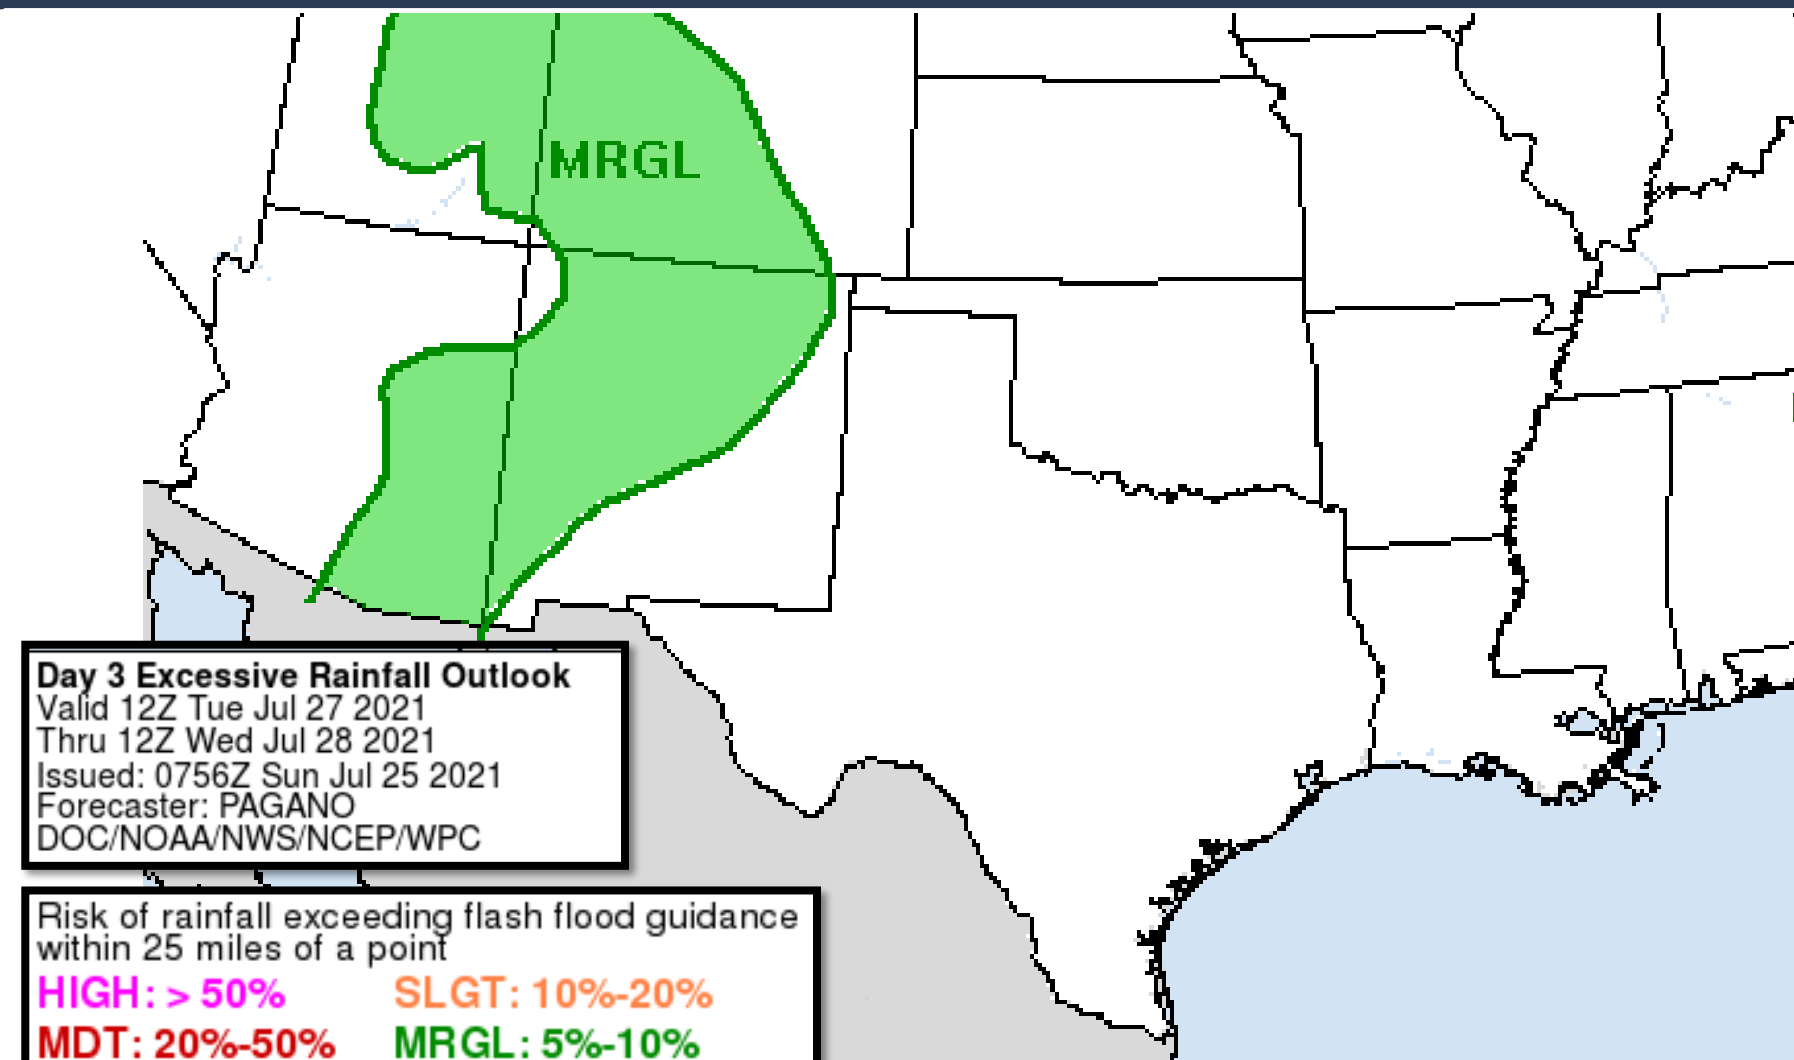 MRGL
Day 3 Excessive Rainfall Outlook
Valid 12Z Tue Jul 27 2021
Thru 12Z Wed Jul 28 2021
Issued: 0756Z Sun Jul 25 2021
Forecaster: PAGANO
DOC/NOAA/NWS/NCEP/WPC
Risk of rainfall exceeding flash flood guidance
within 25 miles of a point
HIGH: > 50% SLGT: 10%-20%
MDT: 20%-50% MRGL: 5%-10%